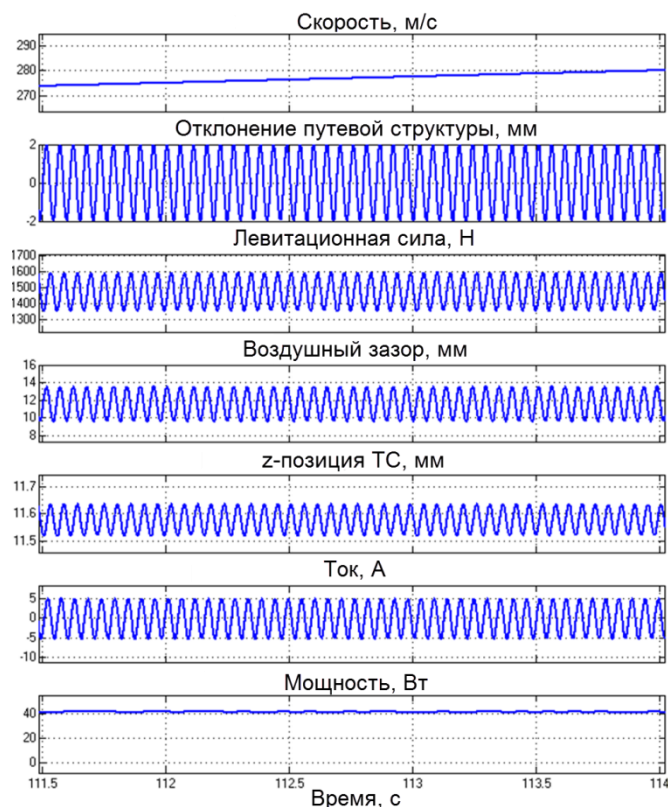 Скорость, м/с
290
280
270
Отклонение путевой структуры, мм
2
0
-2
Левитационная сила, Н
1700
1600
1500
1400
1300
Воздушный зазор, мм
16
14
12
10
8
z-позиция ТС, мм
11.7
11.6
11.5
Ток, А
5
0
-5
-10
Мощность, Вт
40
20
0
111.5 112 112.5 113 113.5 114
Время, с